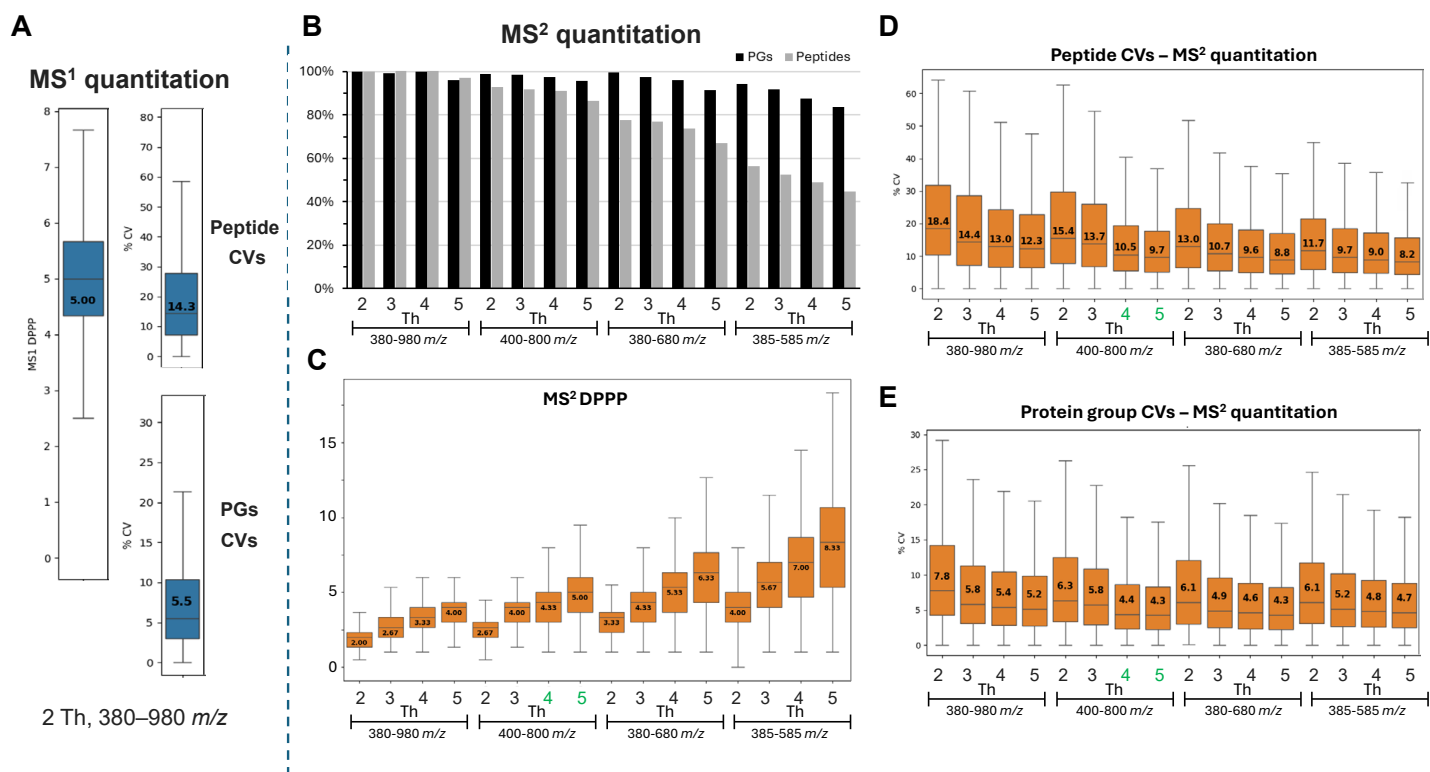 A
MS¹ quantitation
8
7
6
5
4
3
2
1
0
MS1 DPPP
5.00
80
70
60
50
40
30
20
10
0
% CV
14.3
Peptide
CVs
30
25
20
15
10
5
0
% CV
5.5
PGs
CVs
2 Th, 380–980 m/z
B
MS² quantitation
PGs Peptides
100%
80%
60%
40%
20%
0%
2 3 4 5 2 3 4 5 2 3 4 5 2 3 4 5
Th Th Th Th
380-980 m/z 400-800 m/z 380-680 m/z 385-585 m/z
C
MS² DPPP
15
10
5
0
2.00 2.67 3.33 4.00 2.67 4.00 4.33 5.00 3.33 4.33 5.33 6.33 4.00 5.67 7.00 8.33
2 3 4 5 2 3 4 5 2 3 4 5 2 3 4 5
Th Th Th Th
380-980 m/z 400-800 m/z 380-680 m/z 385-585 m/z
D
Peptide CVs – MS² quantitation
60
50
40
30
20
10
0
% CV
18.4 14.4 13.0 12.3 15.4 13.7 10.5 9.7 13.0 10.7 9.6 8.8 11.7 9.7 9.0 8.2
2 3 4 5 2 3 4 5 2 3 4 5 2 3 4 5
Th Th Th Th
380-980 m/z 400-800 m/z 380-680 m/z 385-585 m/z
E
Protein group CVs – MS² quantitation
30
25
20
15
10
5
0
% CV
7.8 5.8 5.4 5.2 6.3 5.8 4.4 4.3 6.1 4.9 4.6 4.3 6.1 5.2 4.8 4.7
2 3 4 5 2 3 4 5 2 3 4 5 2 3 4 5
Th Th Th Th
380-980 m/z 400-800 m/z 380-680 m/z 385-585 m/z